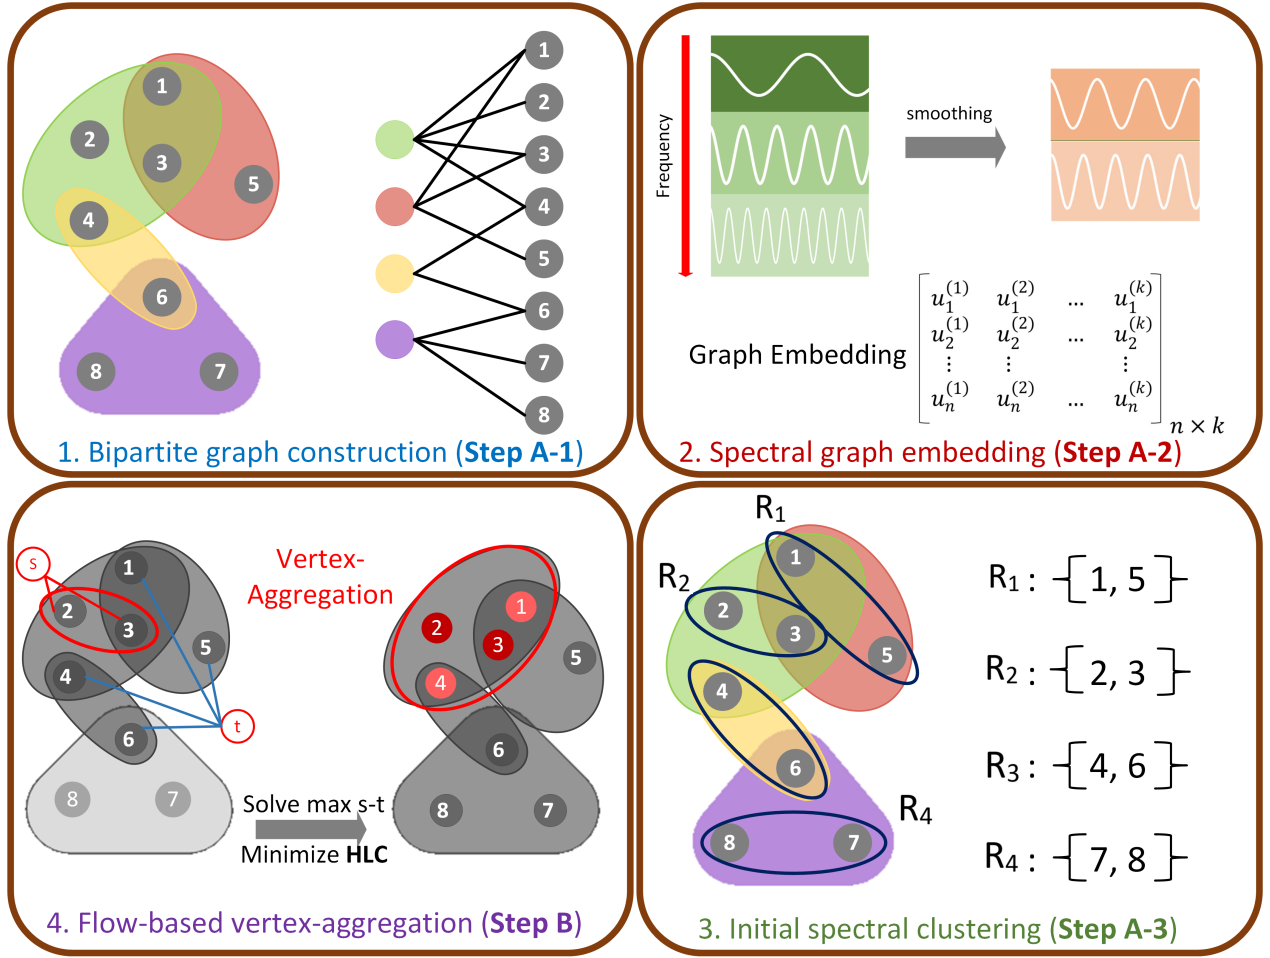 1
2
3
5
4
6
8
7
1
2
3
4
5
6
7
8
1. Bipartite graph construction (Step A-1)
Frequency
smoothing
Graph Embedding
u₁⁽¹⁾ u₁⁽²⁾ ... u₁⁽ᵏ⁾
u₂⁽¹⁾ u₂⁽²⁾ ... u₂⁽ᵏ⁾
⋮ ⋮ ⋮
uₙ⁽¹⁾ uₙ⁽²⁾ ... uₙ⁽ᵏ⁾
n × k
2. Spectral graph embedding (Step A-2)
s
1
2
3
5
4
t
6
8
7
Vertex-
Aggregation
Solve max s-t
Minimize HLC
1
2
3
5
4
6
8
7
4. Flow-based vertex-aggregation (Step B)
R₁
R₂
1
2
3
5
4
6
R₄
8
7
R₁ : { 1, 5 }
R₂ : { 2, 3 }
R₃ : { 4, 6 }
R₄ : { 7, 8 }
3. Initial spectral clustering (Step A-3)